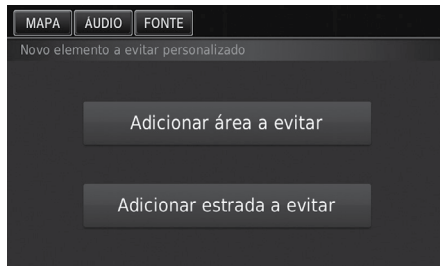 MAPA ÁUDIO FONTE
Novo elemento a evitar personalizado
Adicionar área a evitar
Adicionar estrada a evitar